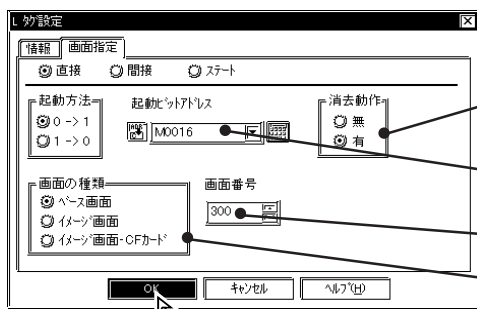 L ﾀｸﾞ設定
情報 画面指定
直接 間接 ｽﾃｰﾄ
起動方法 起動ﾋﾞｯﾄｱﾄﾞﾚｽ 消去動作
0 -> 1
1 -> 0
M0016
無
有
画面の種類 画面番号
ﾍﾞｰｽ画面
ｲﾒｰｼﾞ画面
ｲﾒｰｼﾞ画面-CFｶｰﾄﾞ
300
OK ｷｬﾝｾﾙ ﾍﾙﾌﾟ(H)